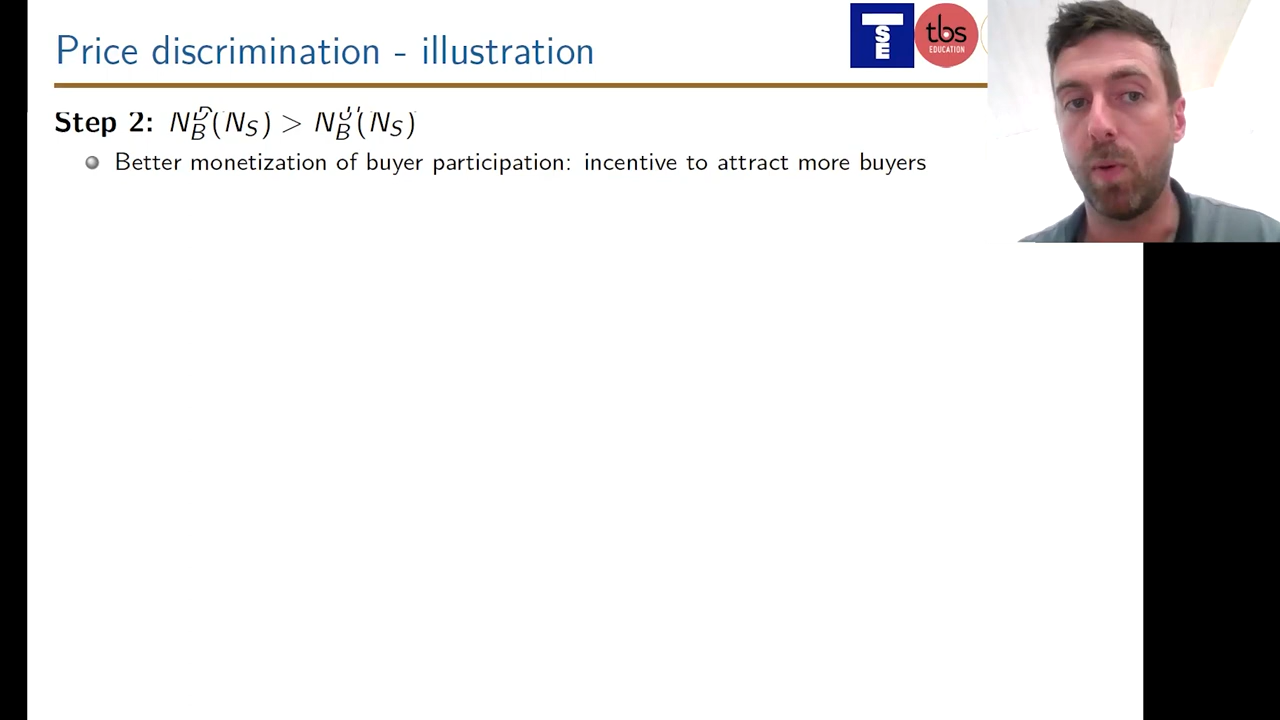 Price discrimination - illustration
TSE
tbs
EDUCATION
Step 2: N_B^D(N_S) > N_B^U(N_S)
Better monetization of buyer participation: incentive to attract more buyers